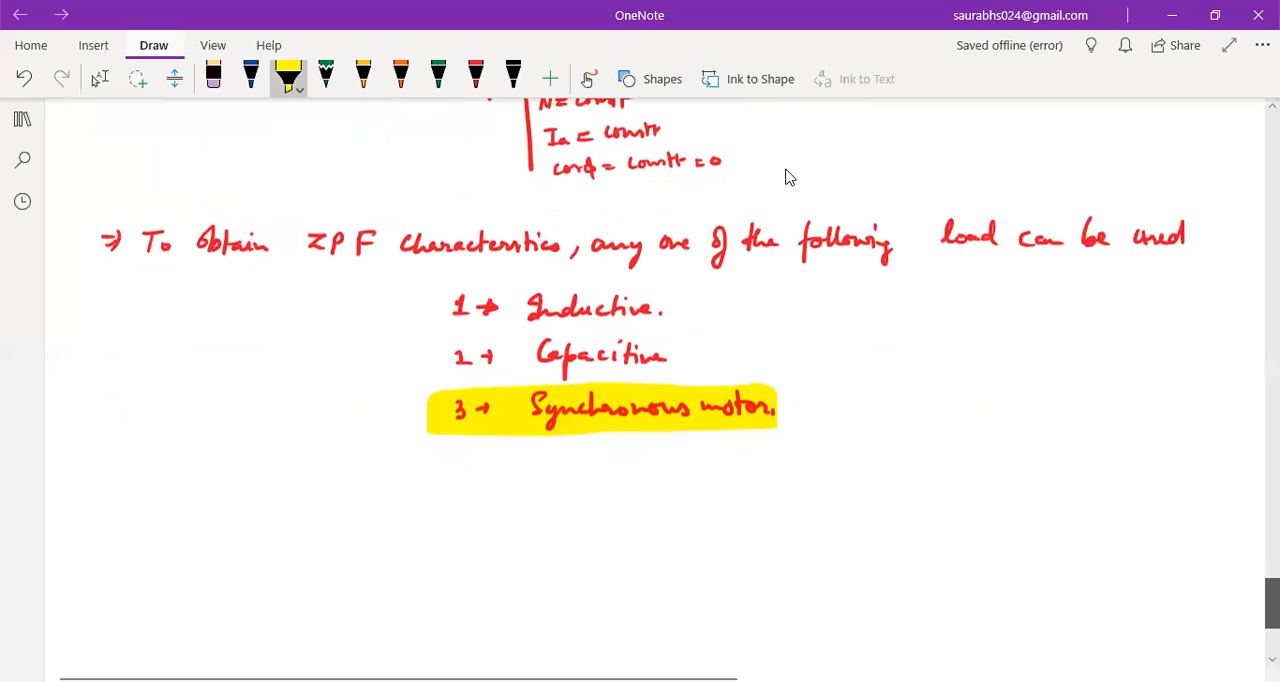 OneNote
saurabhs024@gmail.com
Home Insert Draw View Help
Saved offline (error)
Share
Shapes
Ink to Shape
Ink to Text
N = const
Ia = constt
cosϕ = constt = 0
⇒ To obtain ZPF characteristics, any one of the following load can be used
1 → Inductive.
2 → Capacitive
3 → Synchronous motor.